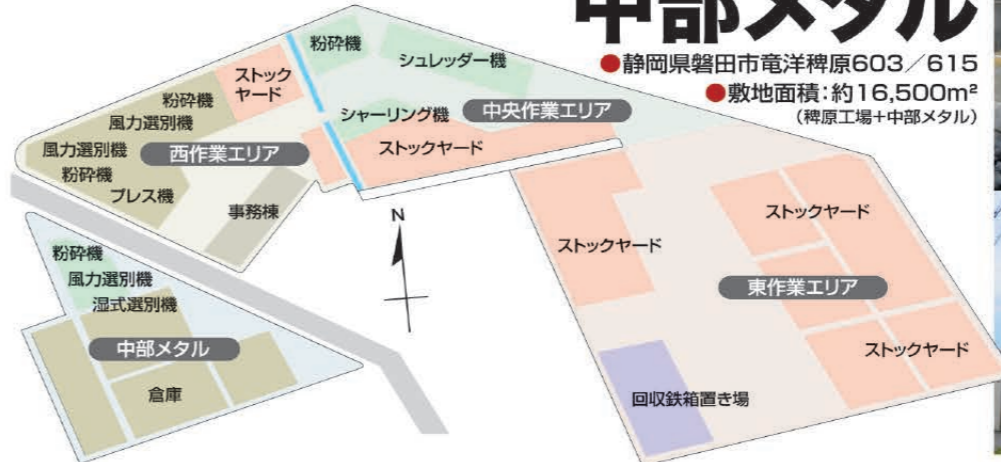 中部メタル
●静岡県磐田市竜洋稗原603／615
●敷地面積：約16,500m²
(稗原工場+中部メタル)
粉砕機
シュレッダー機
ストック
ヤード
粉砕機
風力選別機
シャーリング機
中央作業エリア
風力選別機
西作業エリア
ストックヤード
粉砕機
プレス機
事務棟
N
ストックヤード
ストックヤード
粉砕機
風力選別機
湿式選別機
東作業エリア
中部メタル
ストックヤード
倉庫
回収鉄箱置き場